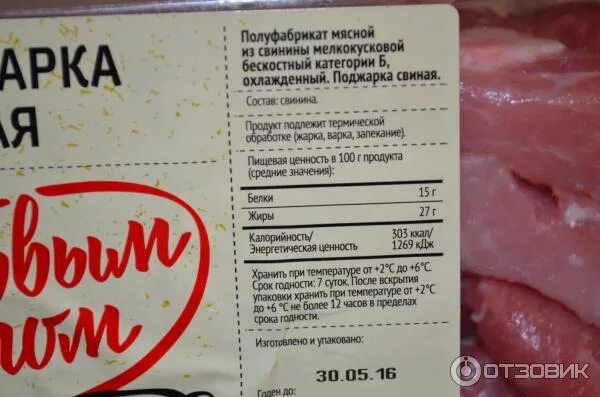 АРКА
АЯ
вым
том
Полуфабрикат мясной
из свинины мелкокусковой
бескостный категории Б,
охлажденный. Поджарка свиная.
Состав: свинина.
Продукт подлежит термической
обработке (жарка, варка, запекание).
Пищевая ценность в 100 г продукта
(средние значения):
Белки 15 г
Жиры 27 г
Калорийность/ 303 ккал/
Энергетическая ценность 1269 кДж
Хранить при температуре от +2°С до +6°С.
Срок годности: 7 суток. После вскрытия
упаковки хранить при температуре от +2°С
до +6 °С не более 12 часов в пределах
срока годности.
Изготовлено и упаковано:
30.05.16
Годен до:
ОТЗОВИК